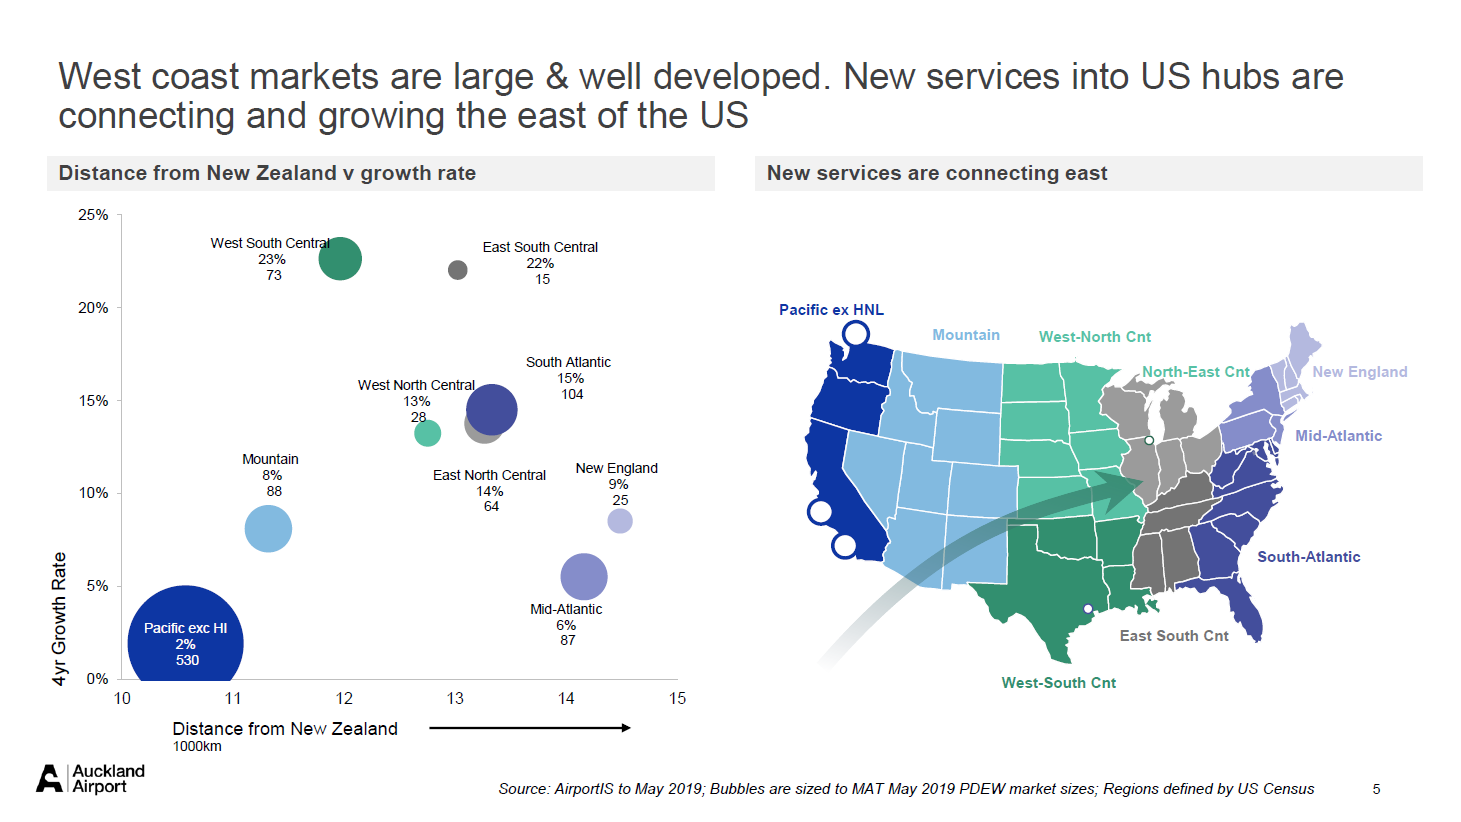 West coast markets are large & well developed. New services into US hubs are
connecting and growing the east of the US
Distance from New Zealand v growth rate
25%
20%
15%
10%
5%
0%
4yr Growth Rate
West South Central
23%
73
East South Central
22%
15
South Atlantic
15%
104
West North Central
13%
28
Mountain
8%
88
East North Central
14%
64
New England
9%
25
Mid-Atlantic
6%
87
Pacific exc HI
2%
530
10
11
12
13
14
15
Distance from New Zealand
1000km
New services are connecting east
Pacific ex HNL
Mountain
West-North Cnt
North-East Cnt
New England
Mid-Atlantic
South-Atlantic
East South Cnt
West-South Cnt
Auckland
Airport
Source: AirportIS to May 2019; Bubbles are sized to MAT May 2019 PDEW market sizes; Regions defined by US Census
5